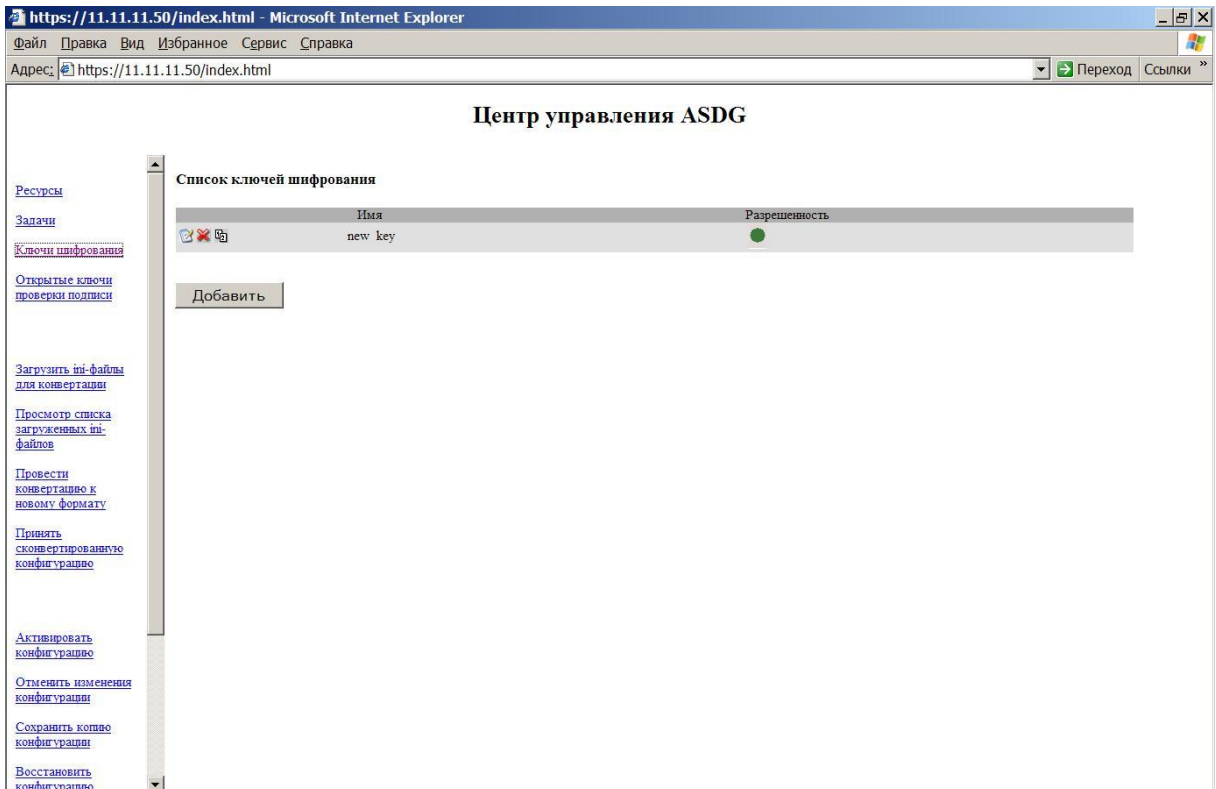 https://11.11.11.50/index.html - Microsoft Internet Explorer
Файл Правка Вид Избранное Сервис Справка
Адрес: https://11.11.11.50/index.html Переход Ссылки »
Центр управления ASDG
Ресурсы
Задачи
Ключи шифрования
Открытые ключи
проверки подписи
Загрузить ini-файлы
для конвертации
Просмотр списка
загруженных ini-
файлов
Провести
конвертацию к
новому формату
Принять
сконвертированную
конфигурацию
Активировать
конфигурацию
Отменить изменения
конфигурации
Сохранить копию
конфигурации
Восстановить
конфигурацию
Список ключей шифрования
Имя Разрешенность
new key
Добавить